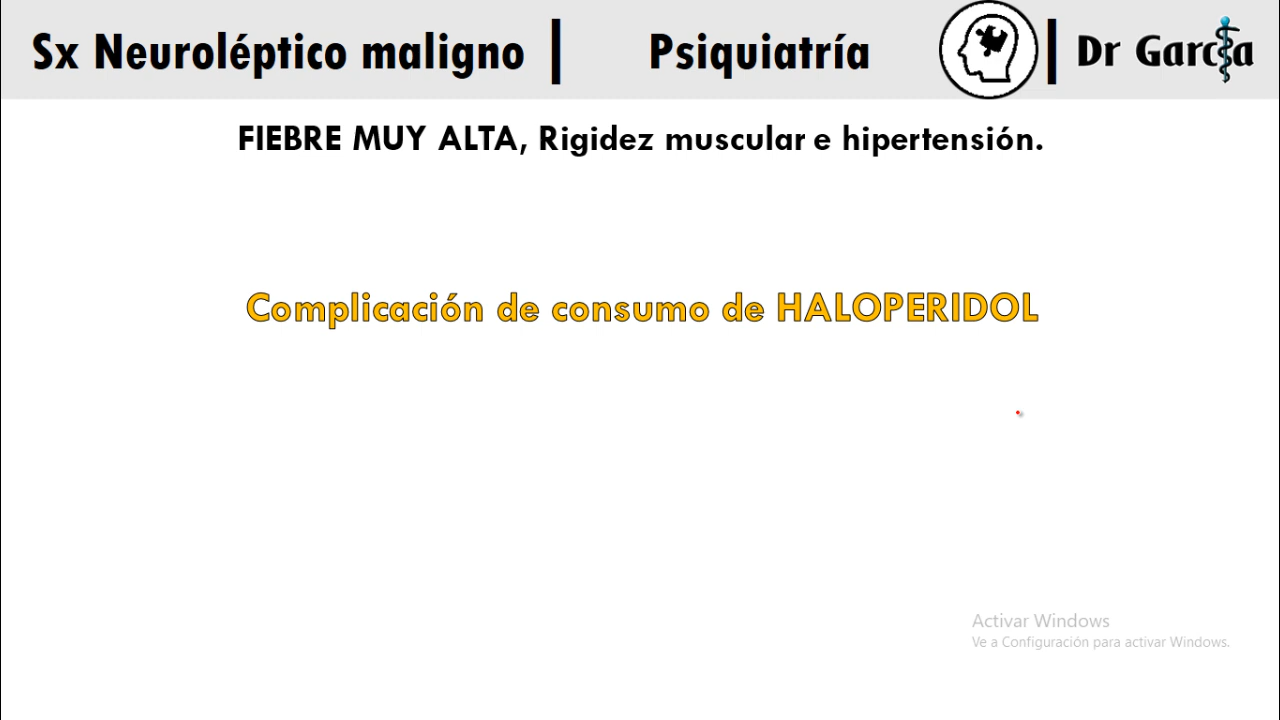 Sx Neuroléptico maligno | Psiquiatría | Dr García
FIEBRE MUY ALTA, Rigidez muscular e hipertensión.
Complicación de consumo de HALOPERIDOL
Activar Windows
Ve a Configuración para activar Windows.